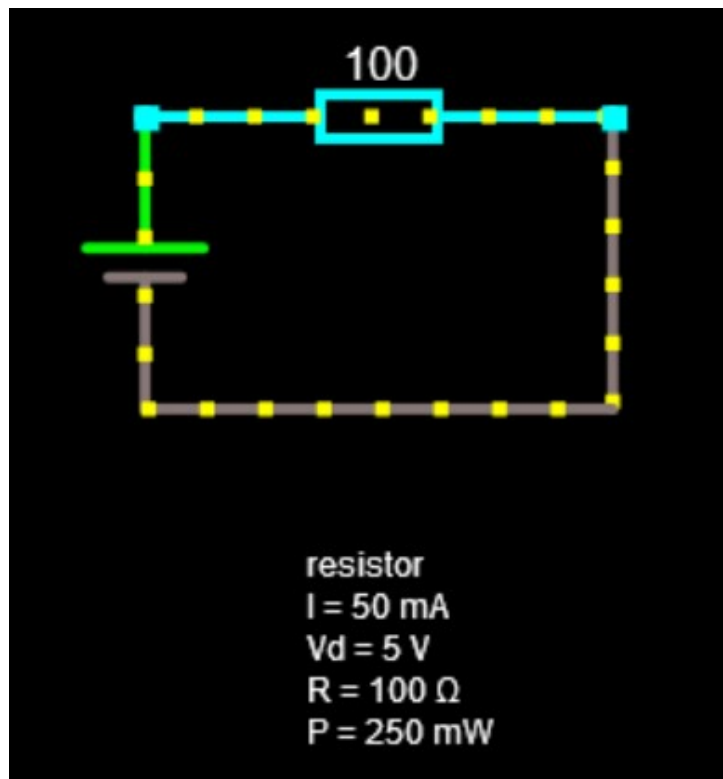 100
resistor
I = 50 mA
Vd = 5 V
R = 100 Ω
P = 250 mW